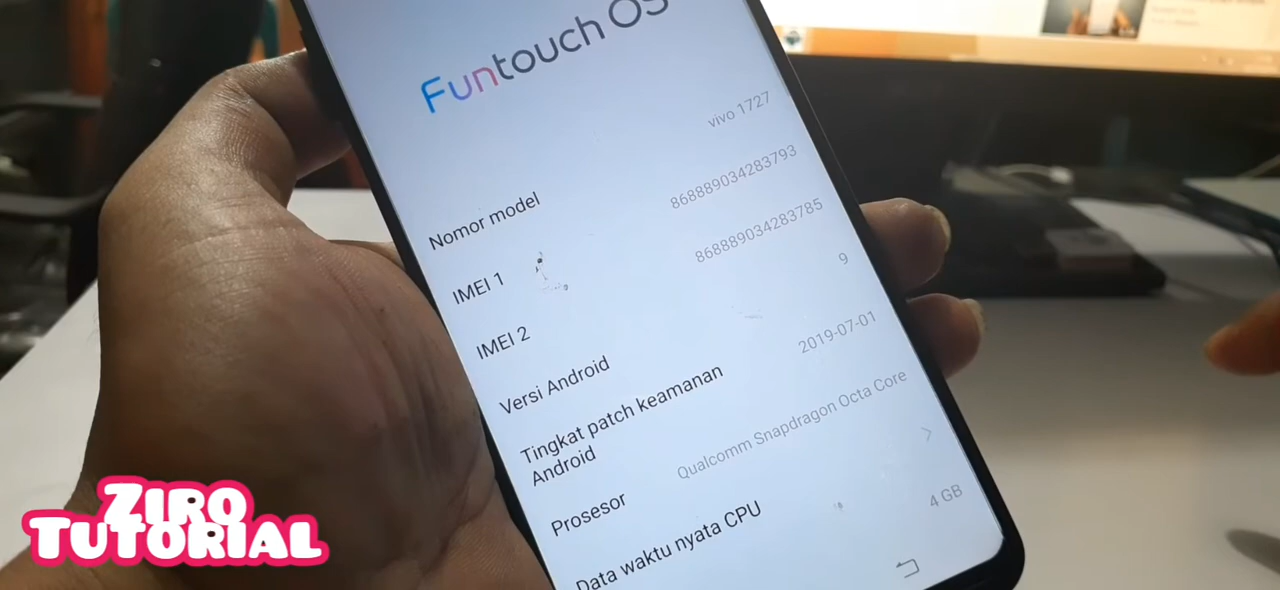 Funtouch OS
Nomor model vivo 1727
IMEI 1 868889034283793
IMEI 2 868889034283785
Versi Android 9
Tingkat patch keamanan 2019-07-01
Android
Prosesor Qualcomm Snapdragon Octa Core
Data waktu nyata CPU
4 GB
ZIRO
TUTORIAL